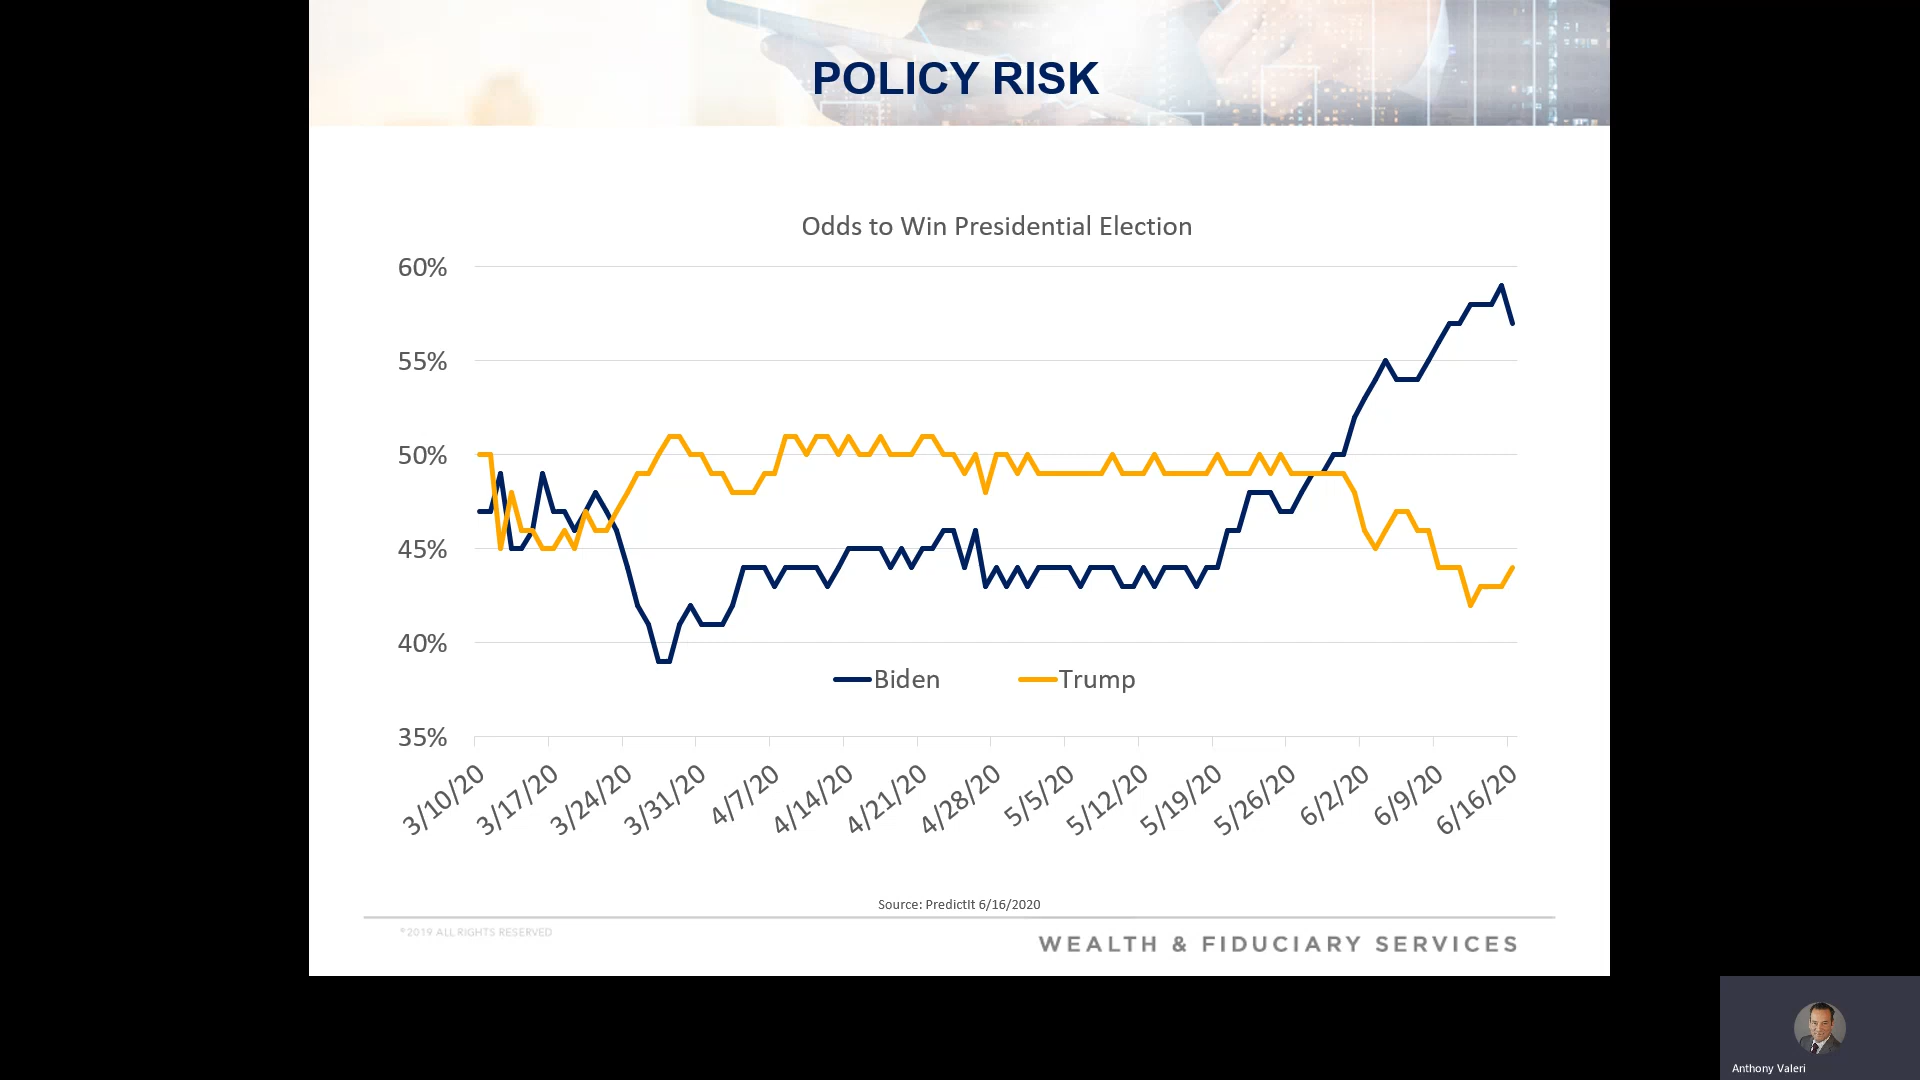 POLICY RISK
Odds to Win Presidential Election
60%
55%
50%
45%
40%
35%
Biden
Trump
3/10/20
3/17/20
3/24/20
3/31/20
4/7/20
4/14/20
4/21/20
4/28/20
5/5/20
5/12/20
5/19/20
5/26/20
6/2/20
6/9/20
6/16/20
Source: PredictIt 6/16/2020
©2019 ALL RIGHTS RESERVED
WEALTH & FIDUCIARY SERVICES
Anthony Valeri